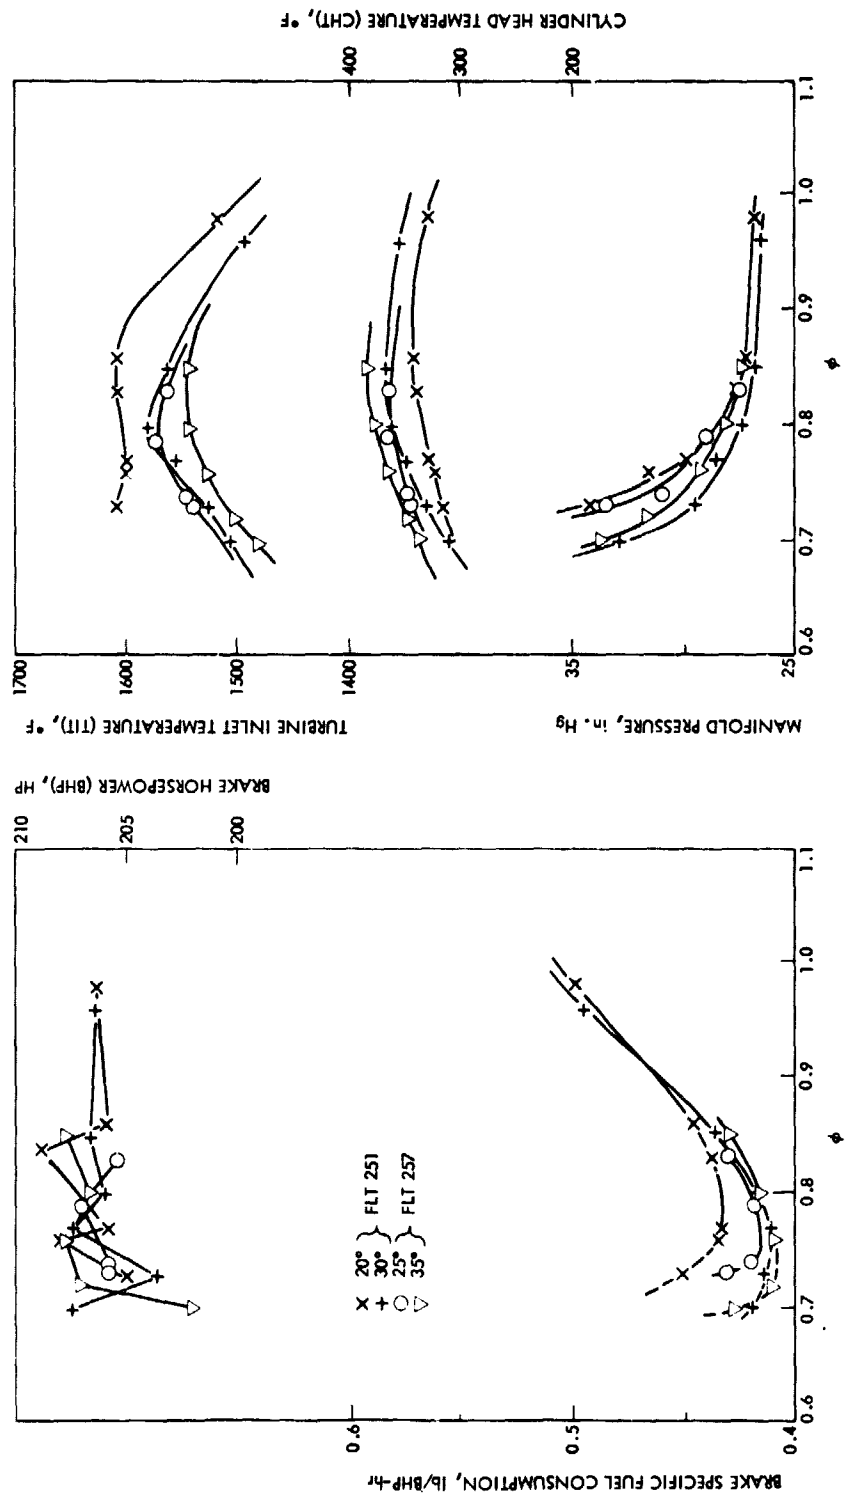 BRAKE SPECIFIC FUEL CONSUMPTION, lb/BHP-hr
0.6
0.5
0.4
BRAKE HORSEPOWER (BHP), HP
210
205
200
× 20°
+ 30°
FLT 251
○ 25°
▽ 35°
FLT 257
0.6 0.7 0.8 0.9 1.0 1.1
φ
TURBINE INLET TEMPERATURE (TIT), °F
1700
1600
1500
1400
MANIFOLD PRESSURE, in. Hg
35
25
CYLINDER HEAD TEMPERATURE (CHT), °F
400
300
200
0.6 0.7 0.8 0.9 1.0 1.1
φ